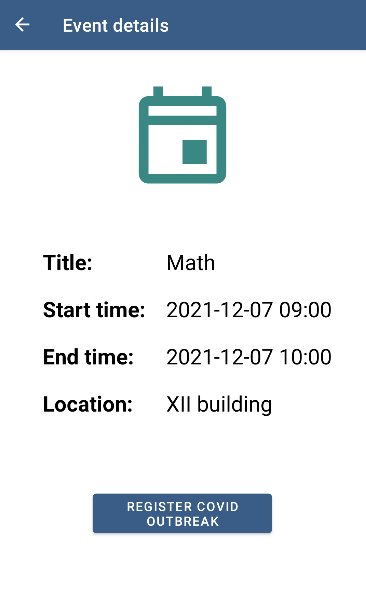 Event details
Title: Math
Start time: 2021-12-07 09:00
End time: 2021-12-07 10:00
Location: XII building
REGISTER COVID
OUTBREAK